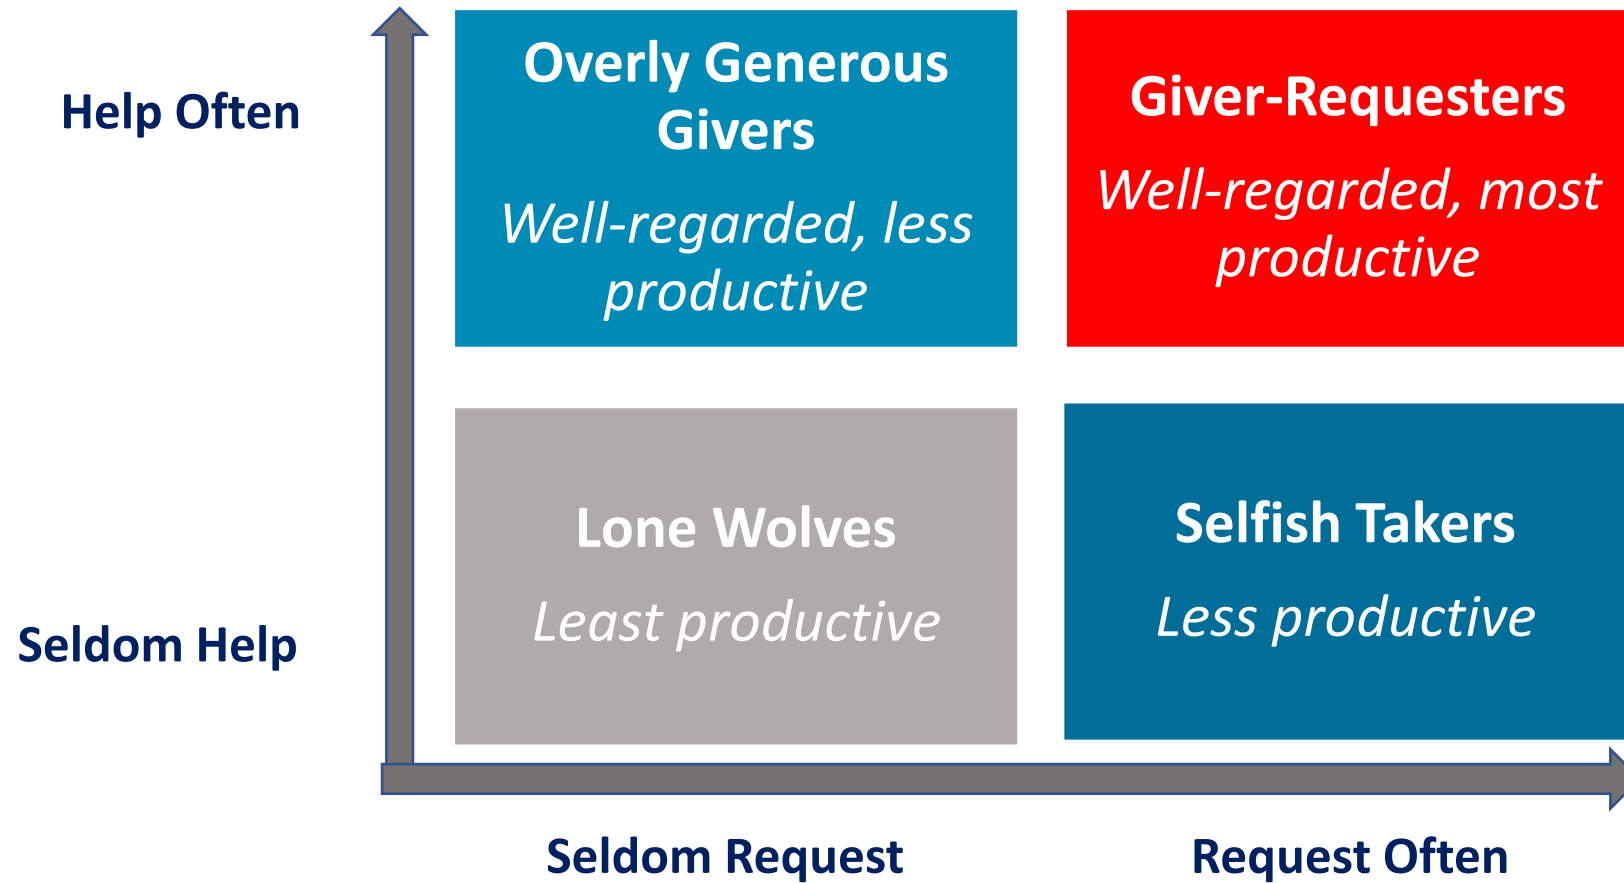 Help Often
Overly Generous
Givers
Well-regarded, less
productive
Giver-Requesters
Well-regarded, most
productive
Seldom Help
Lone Wolves
Least productive
Selfish Takers
Less productive
Seldom Request
Request Often